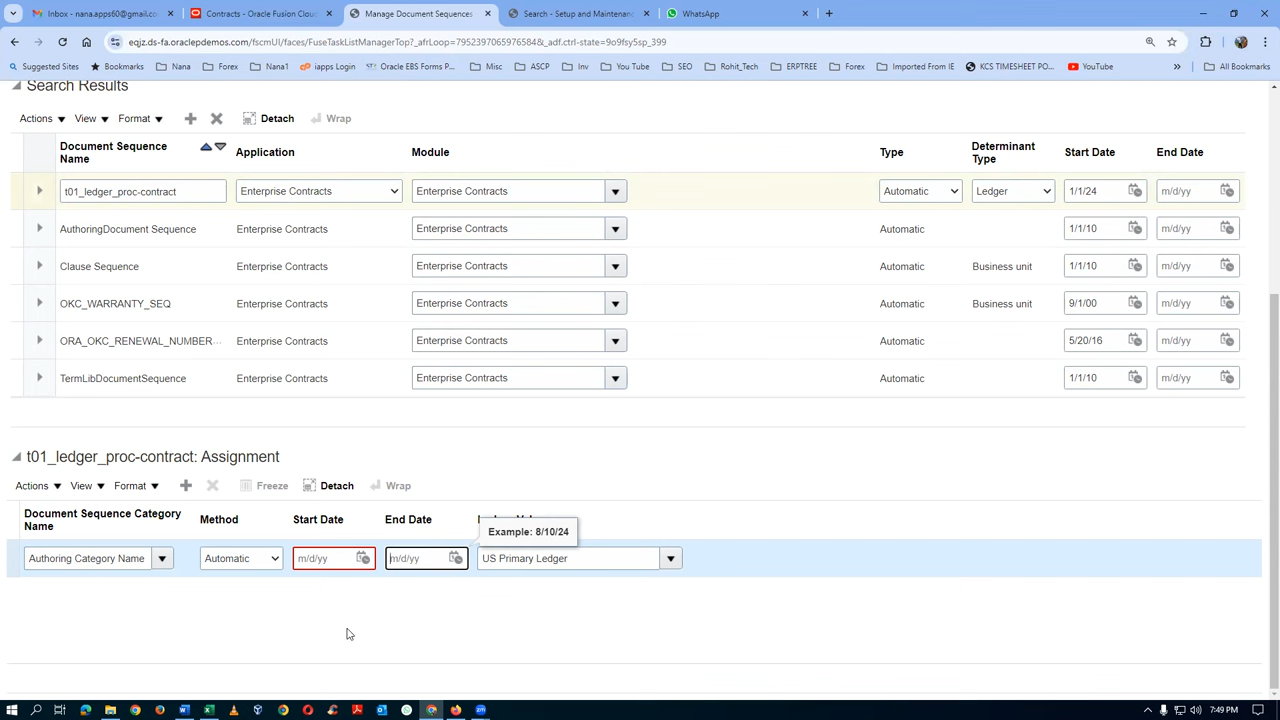 Inbox - nana.apps60@gmail.co
Contracts - Oracle Fusion Cloud
Manage Document Sequences
Search - Setup and Maintenanc
WhatsApp
eqjz.ds-fa.oraclepdemos.com/fscmUI/faces/FuseTaskListManagerTop?_afrLoop=7952397065976584&_adf.ctrl-state=9o9fsy5sp_399
Suggested Sites Bookmarks Nana Forex Nana1 iapps Login Oracle EBS Forms P... Misc ASCP Inv You Tube SEO Rohit_Tech ERPTREE Forex Imported From IE KCS TIMESHEET PO... YouTube » All Bookmarks
Search Results
Actions View Format Detach Wrap
Document Sequence Name Application Module Type Determinant Type Start Date End Date
t01_ledger_proc-contract Enterprise Contracts Enterprise Contracts Automatic Ledger 1/1/24 m/d/yy
AuthoringDocument Sequence Enterprise Contracts Enterprise Contracts Automatic 1/1/10 m/d/yy
Clause Sequence Enterprise Contracts Enterprise Contracts Automatic Business unit 1/1/10 m/d/yy
OKC_WARRANTY_SEQ Enterprise Contracts Enterprise Contracts Automatic Business unit 9/1/00 m/d/yy
ORA_OKC_RENEWAL_NUMBER... Enterprise Contracts Enterprise Contracts Automatic 5/20/16 m/d/yy
TermLibDocumentSequence Enterprise Contracts Enterprise Contracts Automatic 1/1/10 m/d/yy
t01_ledger_proc-contract: Assignment
Actions View Format Freeze Detach Wrap
Document Sequence Category Name Method Start Date End Date
Example: 8/10/24
Authoring Category Name Automatic m/d/yy m/d/yy US Primary Ledger
7:49 PM